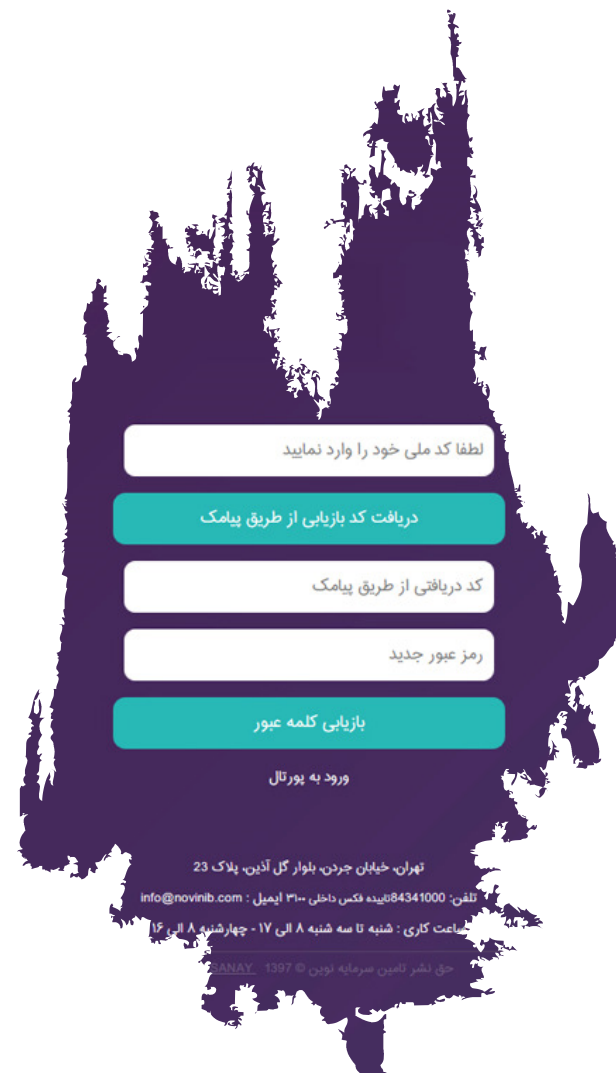 لطفا کد ملی خود را وارد نمایید
دریافت کد بازیابی از طریق پیامک
کد دریافتی از طریق پیامک
رمز عبور جدید
بازیابی کلمه عبور
ورود به پورتال
تهران، خیابان جردن، بلوار گل آذین، پلاک 23
تلفن: 84341000تاییده فکس داخلی ۳۱۰۰ ایمیل : info@novinib.com
ساعت کاری : شنبه تا سه شنبه ۸ الی ۱۷ - چهارشنبه ۸ الی ۱۶
حق نشر تامین سرمایه نوین © 1397 SANAY